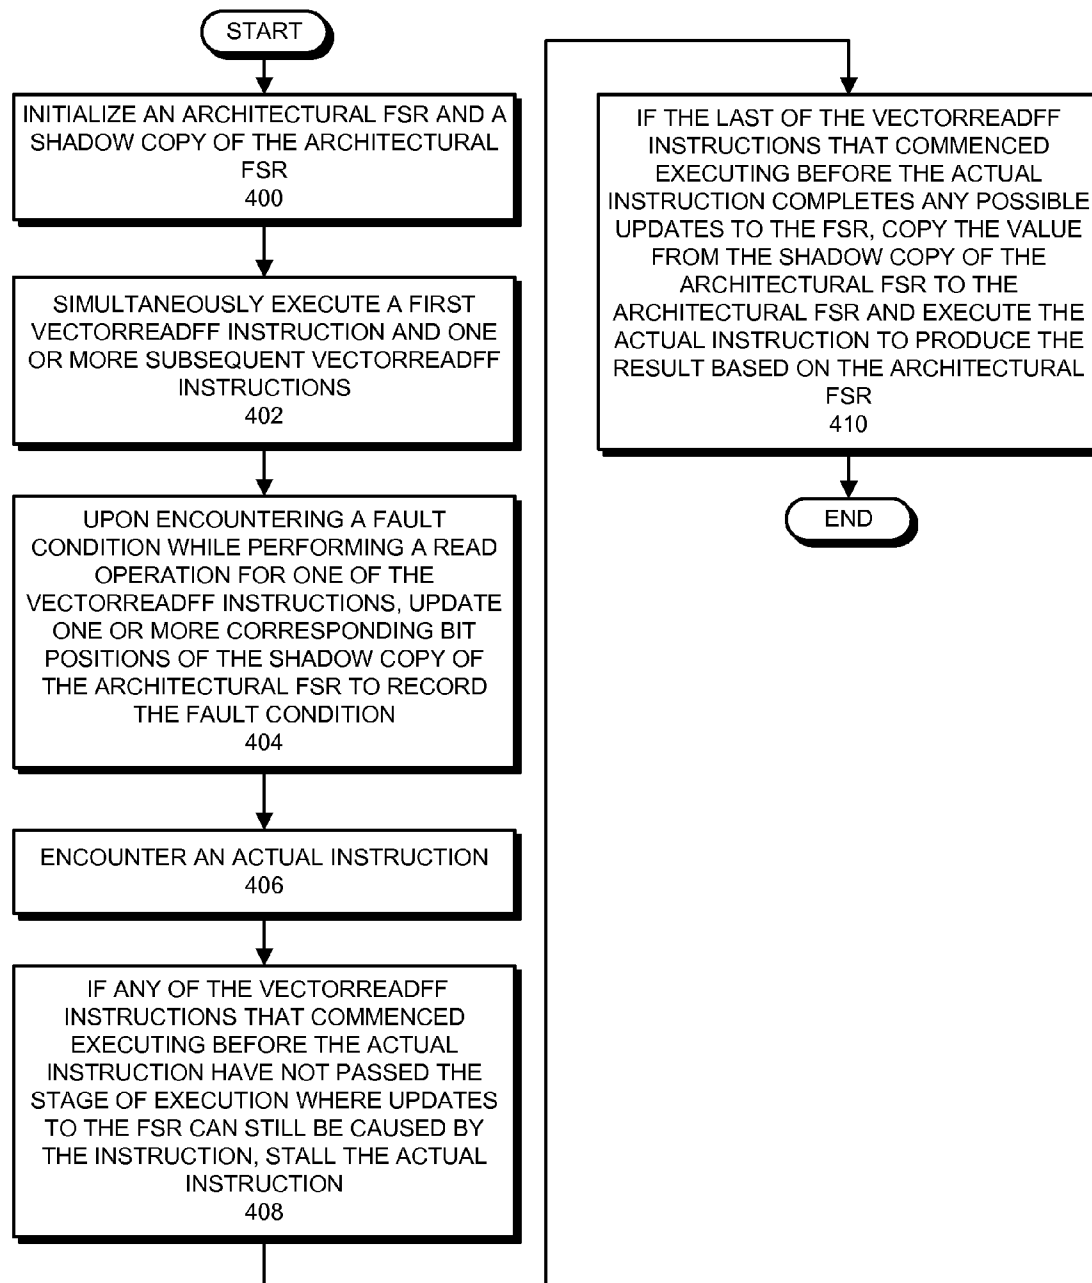 START
INITIALIZE AN ARCHITECTURAL FSR AND A
SHADOW COPY OF THE ARCHITECTURAL
FSR
400
SIMULTANEOUSLY EXECUTE A FIRST
VECTORREADFF INSTRUCTION AND ONE
OR MORE SUBSEQUENT VECTORREADFF
INSTRUCTIONS
402
UPON ENCOUNTERING A FAULT
CONDITION WHILE PERFORMING A READ
OPERATION FOR ONE OF THE
VECTORREADFF INSTRUCTIONS, UPDATE
ONE OR MORE CORRESPONDING BIT
POSITIONS OF THE SHADOW COPY OF
THE ARCHITECTURAL FSR TO RECORD
THE FAULT CONDITION
404
ENCOUNTER AN ACTUAL INSTRUCTION
406
IF ANY OF THE VECTORREADFF
INSTRUCTIONS THAT COMMENCED
EXECUTING BEFORE THE ACTUAL
INSTRUCTION HAVE NOT PASSED THE
STAGE OF EXECUTION WHERE UPDATES
TO THE FSR CAN STILL BE CAUSED BY
THE INSTRUCTION, STALL THE ACTUAL
INSTRUCTION
408
IF THE LAST OF THE VECTORREADFF
INSTRUCTIONS THAT COMMENCED
EXECUTING BEFORE THE ACTUAL
INSTRUCTION COMPLETES ANY POSSIBLE
UPDATES TO THE FSR, COPY THE VALUE
FROM THE SHADOW COPY OF THE
ARCHITECTURAL FSR TO THE
ARCHITECTURAL FSR AND EXECUTE THE
ACTUAL INSTRUCTION TO PRODUCE THE
RESULT BASED ON THE ARCHITECTURAL
FSR
410
END